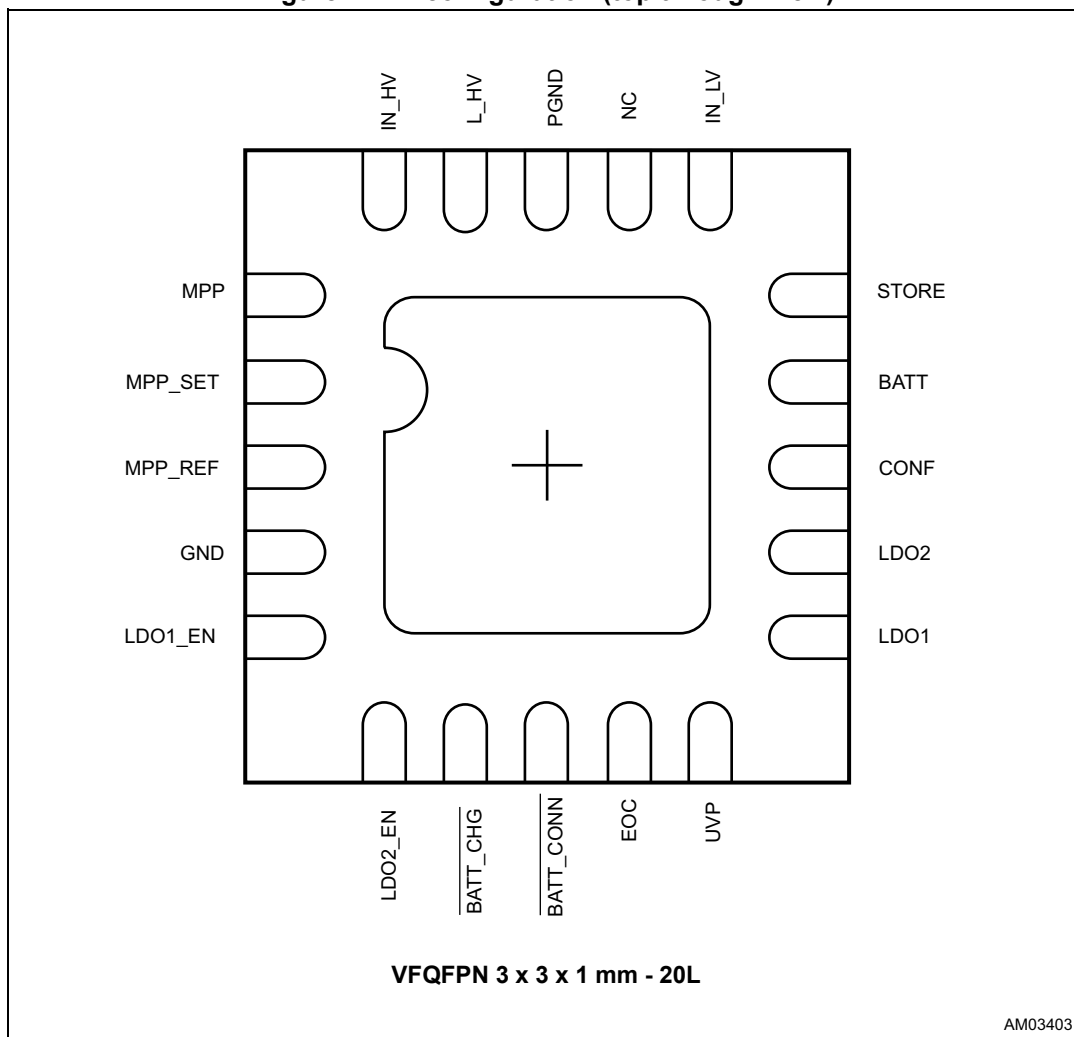 IN_HV
L_HV
PGND
NC
IN_LV
MPP
STORE
MPP_SET
BATT
MPP_REF
CONF
GND
LDO2
LDO1_EN
LDO1
LDO2_EN
BATT_CHG
BATT_CONN
EOC
UVP
VFQFPN 3 x 3 x 1 mm - 20L
AM03403